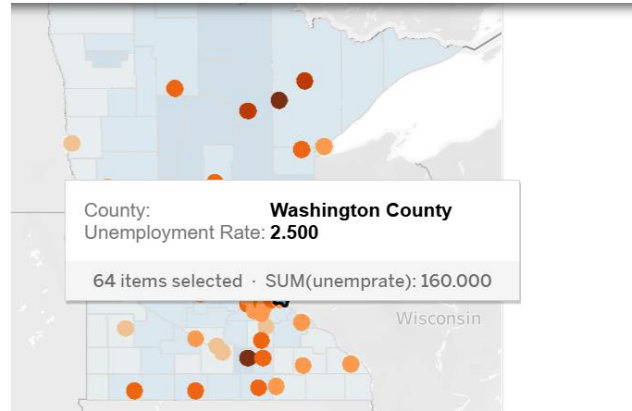 County: Washington County
Unemployment Rate: 2.500
64 items selected · SUM(unemprate): 160.000
Wisconsin